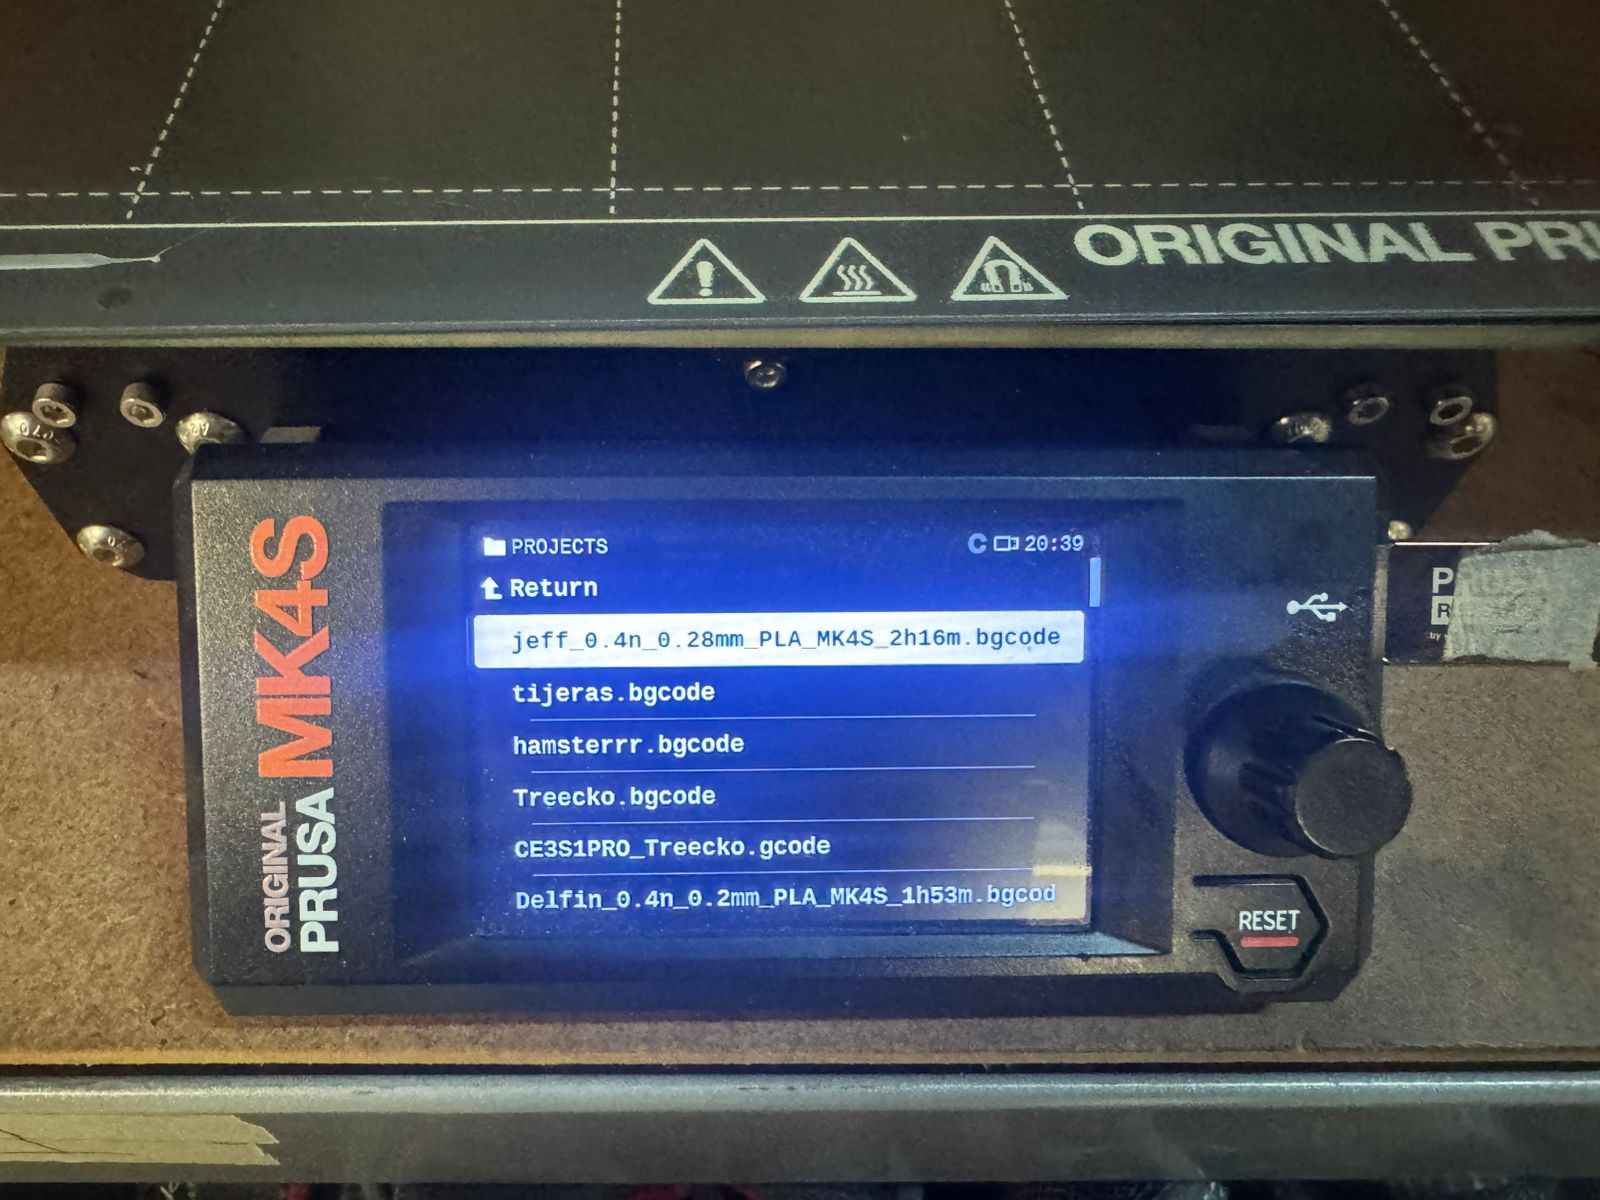 ORIGINAL
PROJECTS
20:39
Return
jeff_0.4n_0.28mm_PLA_MK4S_2h16m.bgcode
tijeras.bgcode
hamsterrr.bgcode
Treecko.bgcode
CE3S1PRO_Treecko.gcode
Delfin_0.4n_0.2mm_PLA_MK4S_1h53m.bgcod
ORIGINAL
PRUSA MK4S
RESET